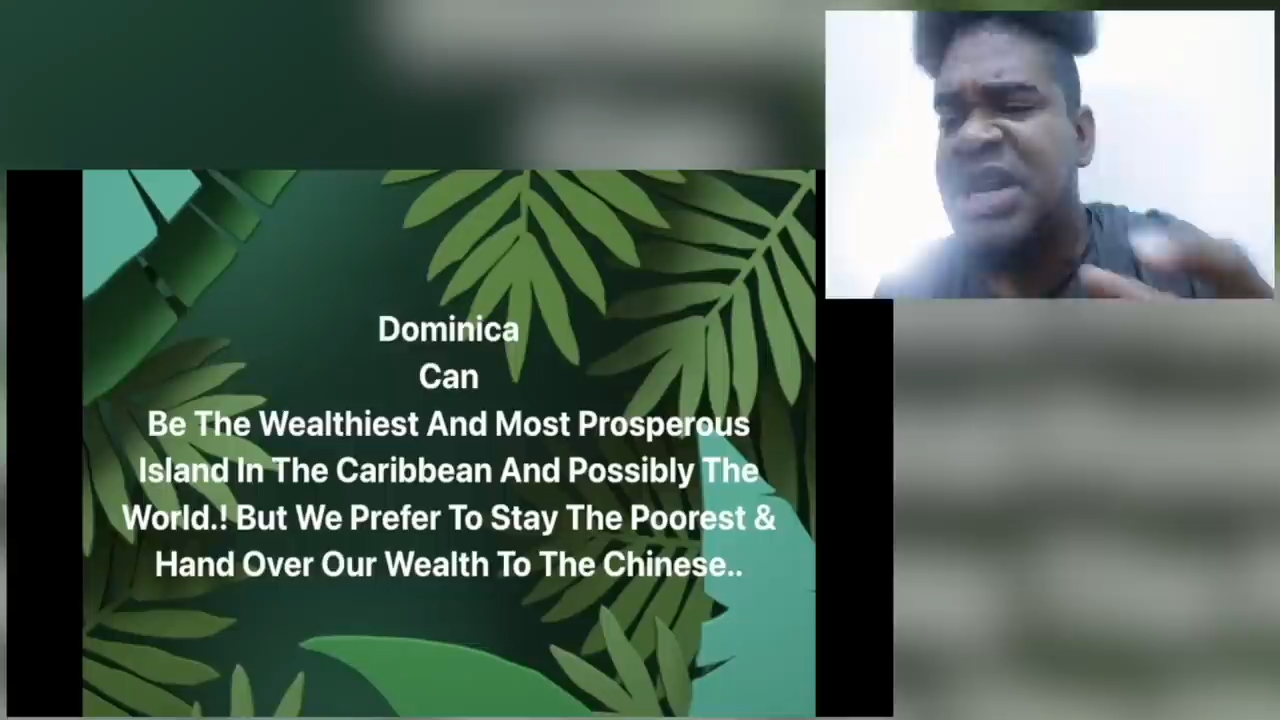 Dominica
Can
Be The Wealthiest And Most Prosperous
Island In The Caribbean And Possibly The
World.! But We Prefer To Stay The Poorest &
Hand Over Our Wealth To The Chinese..